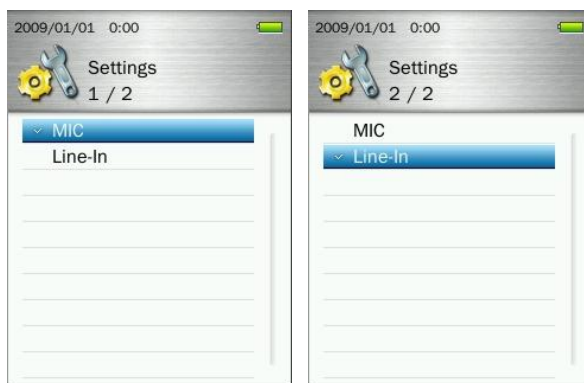 2009/01/01 0:00
Settings
1 / 2
MIC
Line-In
2009/01/01 0:00
Settings
2 / 2
MIC
Line-In